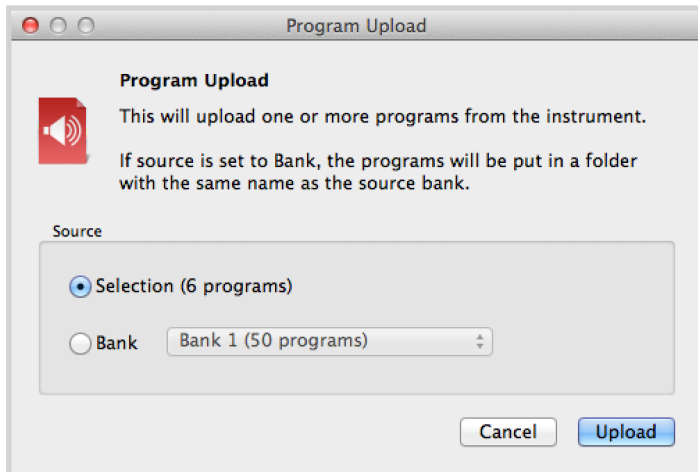 Program Upload
Program Upload
This will upload one or more programs from the instrument.
If source is set to Bank, the programs will be put in a folder
with the same name as the source bank.
Source
Selection (6 programs)
Bank Bank 1 (50 programs)
Cancel Upload